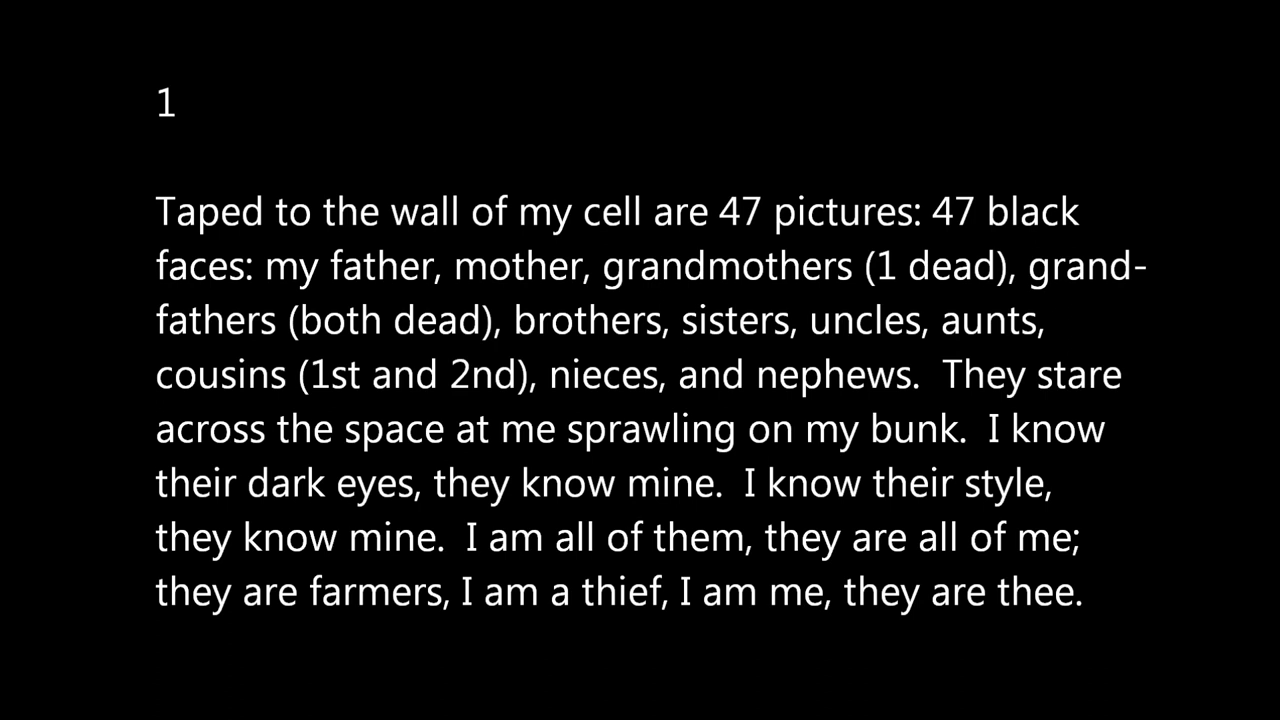 1
Taped to the wall of my cell are 47 pictures: 47 black
faces: my father, mother, grandmothers (1 dead), grand-
fathers (both dead), brothers, sisters, uncles, aunts,
cousins (1st and 2nd), nieces, and nephews.  They stare
across the space at me sprawling on my bunk.  I know
their dark eyes, they know mine.  I know their style,
they know mine.  I am all of them, they are all of me;
they are farmers, I am a thief, I am me, they are thee.